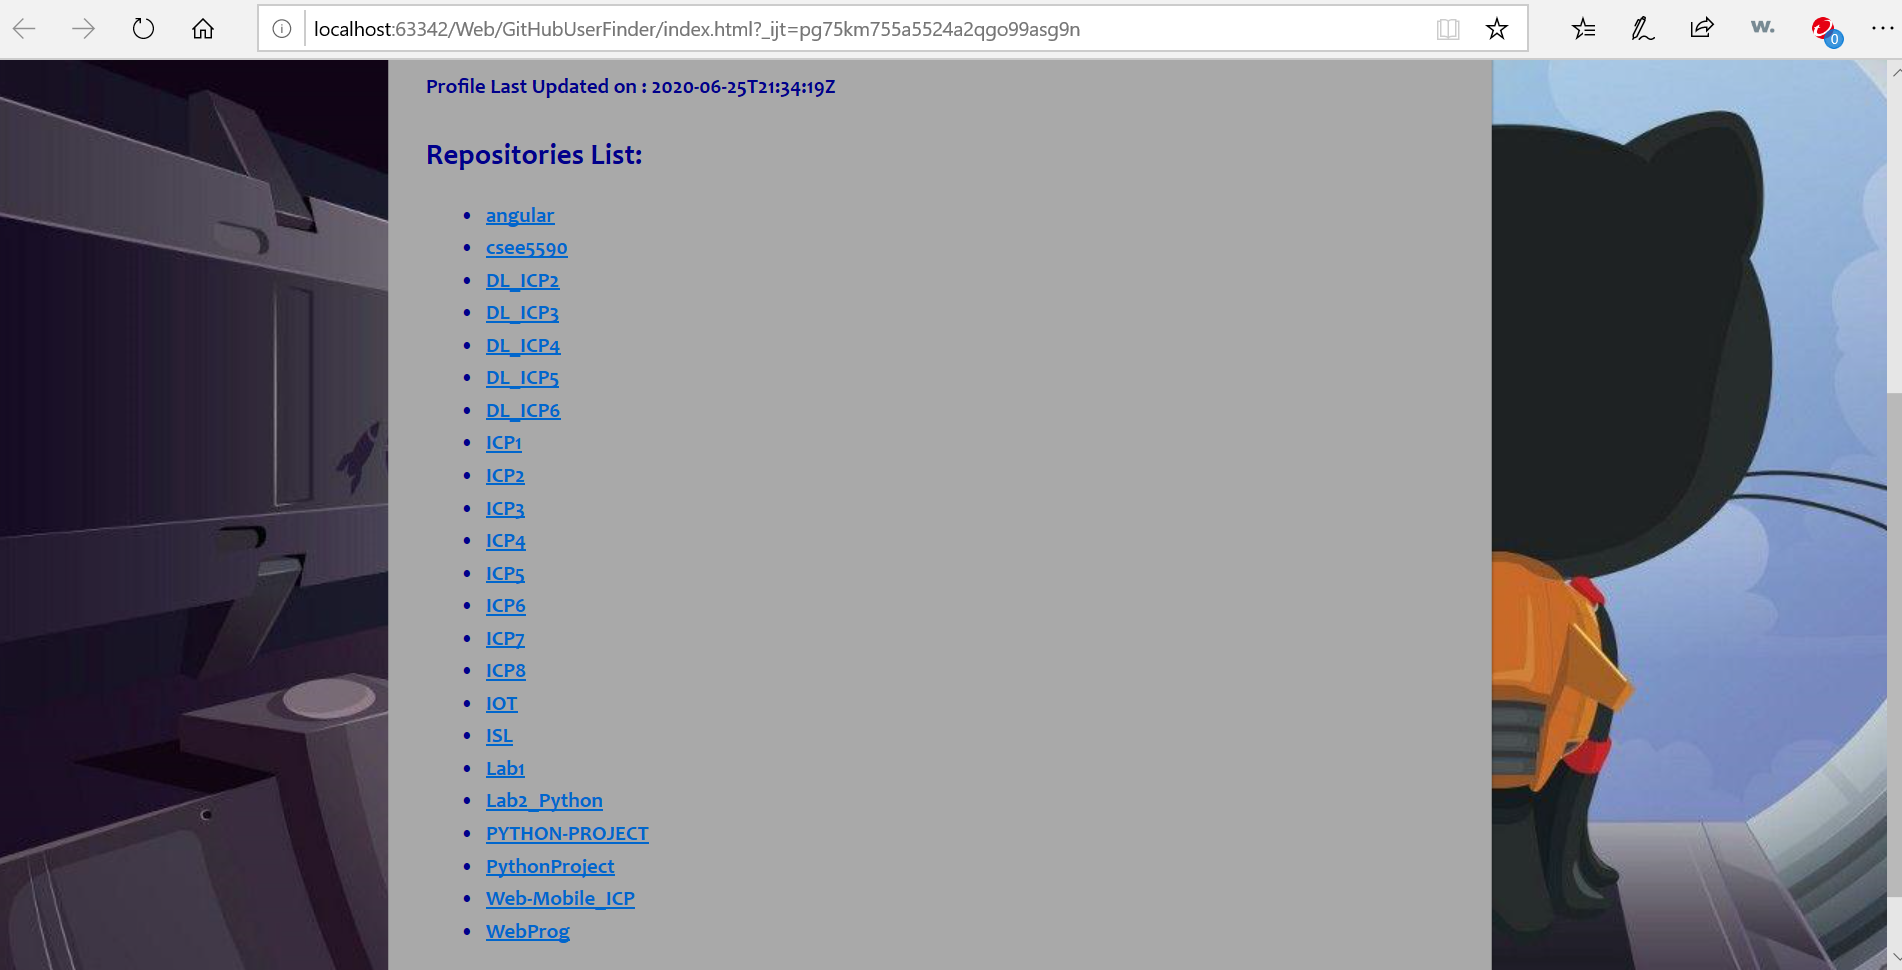 localhost:63342/Web/GitHubUserFinder/index.html?_ijt=pg75km755a5524a2qgo99asg9n
w.
0
Profile Last Updated on : 2020-06-25T21:34:19Z
Repositories List:
angular
csee5590
DL_ICP2
DL_ICP3
DL_ICP4
DL_ICP5
DL_ICP6
ICP1
ICP2
ICP3
ICP4
ICP5
ICP6
ICP7
ICP8
IOT
ISL
Lab1
Lab2_Python
PYTHON-PROJECT
PythonProject
Web-Mobile_ICP
WebProg